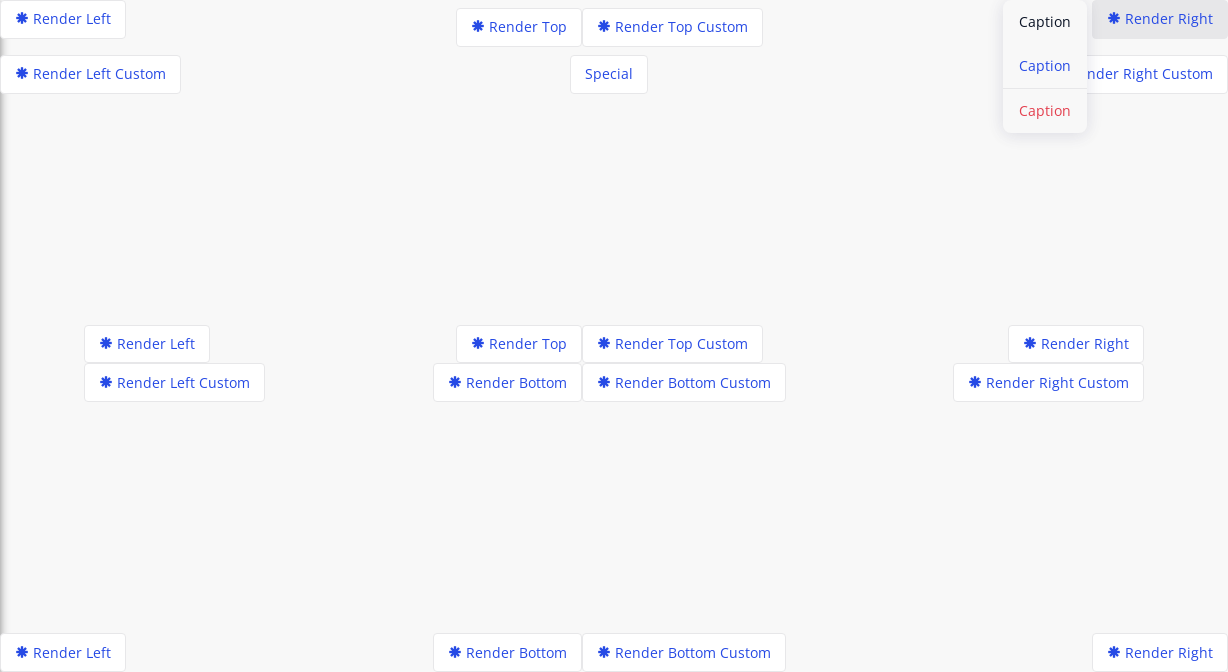 Render Left
Render Top
Render Top Custom
Caption
Render Right
Render Left Custom
Special
Caption
nder Right Custom
Caption
Render Left
Render Top
Render Top Custom
Render Right
Render Left Custom
Render Bottom
Render Bottom Custom
Render Right Custom
Render Left
Render Bottom
Render Bottom Custom
Render Right